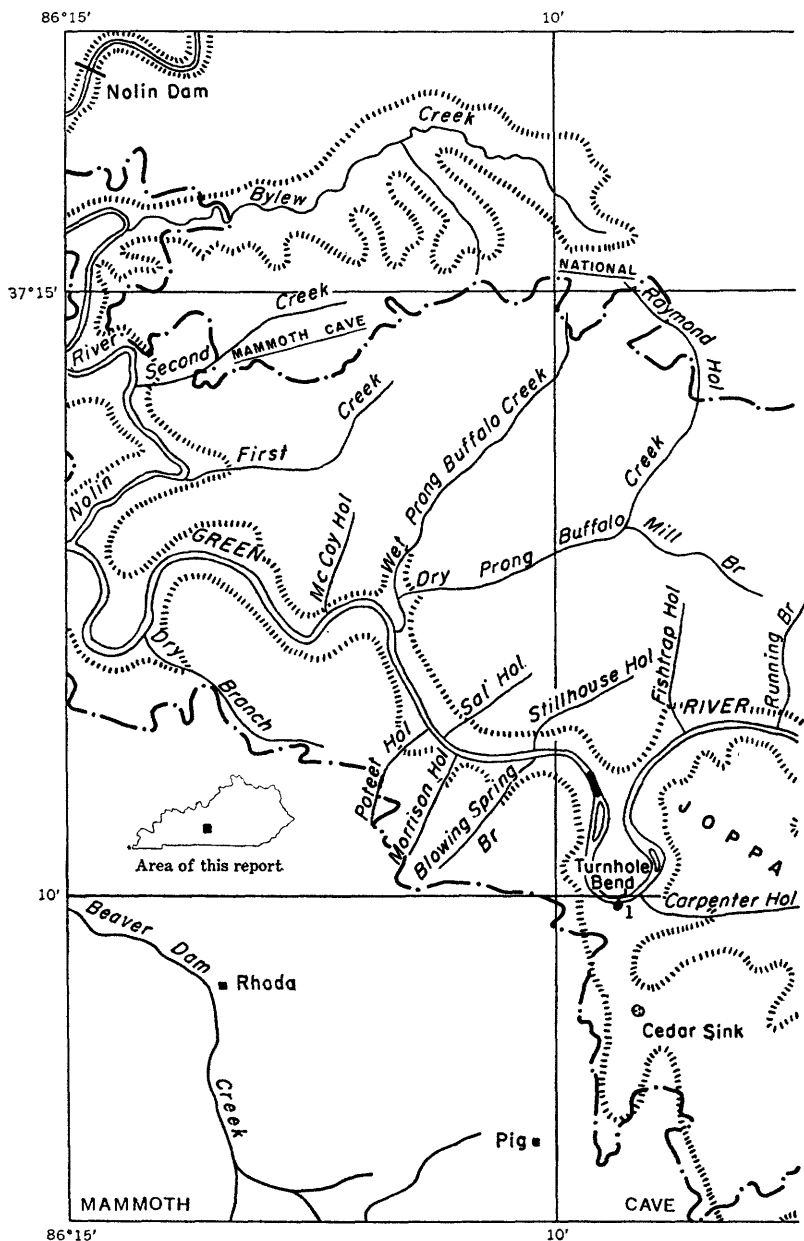 86°15'
10'
Nolin Dam
Creek
Bylew
NATIONAL
37°15'
Raymond
Hol
Creek
River
Second
MAMMOTH CAVE
Creek
First
Wet Prong Buffalo Creek
Creek
Nolin
GREEN
Mc Coy Hol
Dry Prong Buffalo
Mill
Br
Dry
Branch
Sal Hol.
Stillhouse Hol
Fishtrap Hol
RIVER
Running Br
Poteet Hol
Morrison Hol
Blowing Spring
Br
JOPPA
Area of this report
Turnhole
Bend
10'
1
Carpenter Hol
Beaver
Dam
Rhoda
Cedar Sink
Creek
Pig
MAMMOTH
CAVE
86°15'
10'